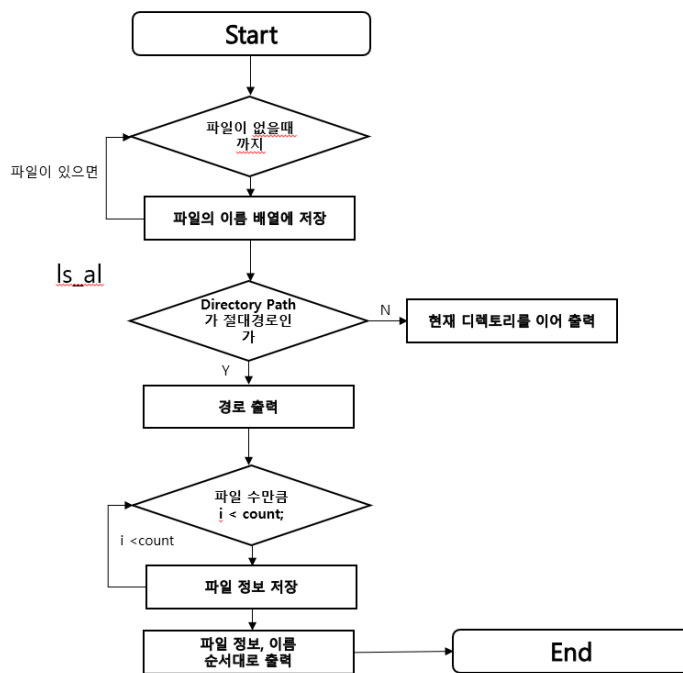 Start
파일이 없을때
까지
파일이 있으면
파일의 이름 배열에 저장
ls_al
Directory Path
가 절대경로인
가
N
현재 디렉토리를 이어 출력
Y
경로 출력
파일 수만큼
i < count;
i <count
파일 정보 저장
파일 정보, 이름
순서대로 출력
End